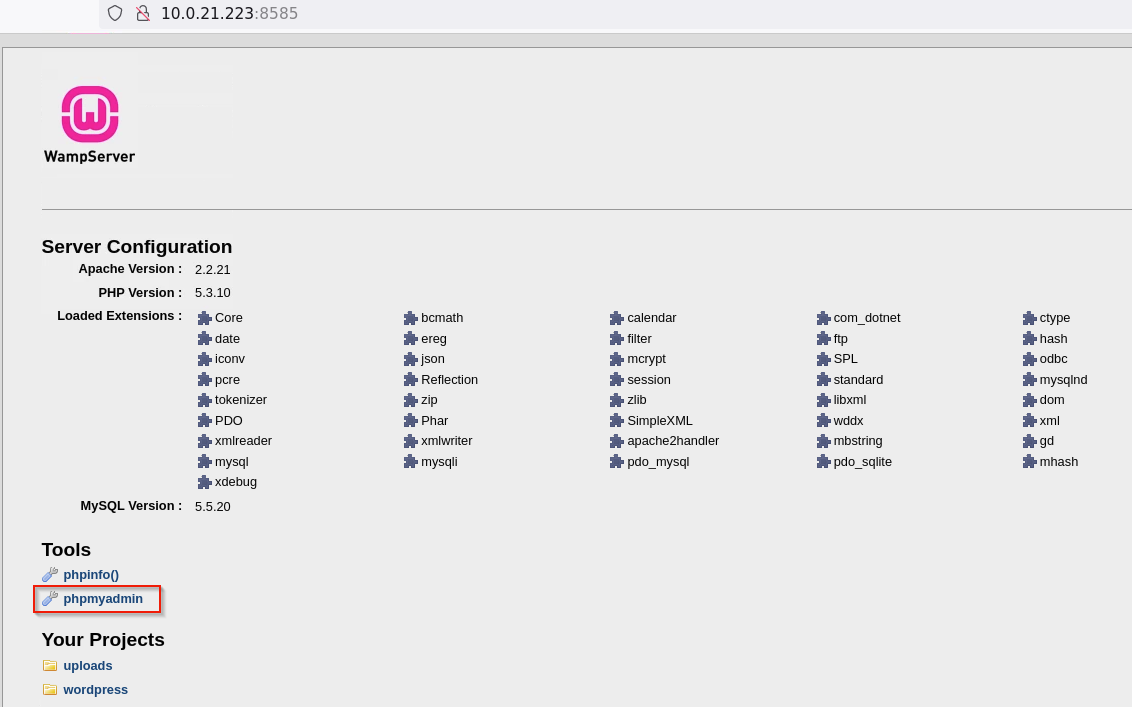 10.0.21.223:8585
WampServer
Server Configuration
Apache Version : 2.2.21
PHP Version : 5.3.10
Loaded Extensions : Core bcmath calendar com_dotnet ctype
date ereg filter ftp hash
iconv json mcrypt SPL odbc
pcre Reflection session standard mysqlnd
tokenizer zip zlib libxml dom
PDO Phar SimpleXML wddx xml
xmlreader xmlwriter apache2handler mbstring gd
mysql mysqli pdo_mysql pdo_sqlite mhash
xdebug
MySQL Version : 5.5.20
Tools
phpinfo()
phpmyadmin
Your Projects
uploads
wordpress